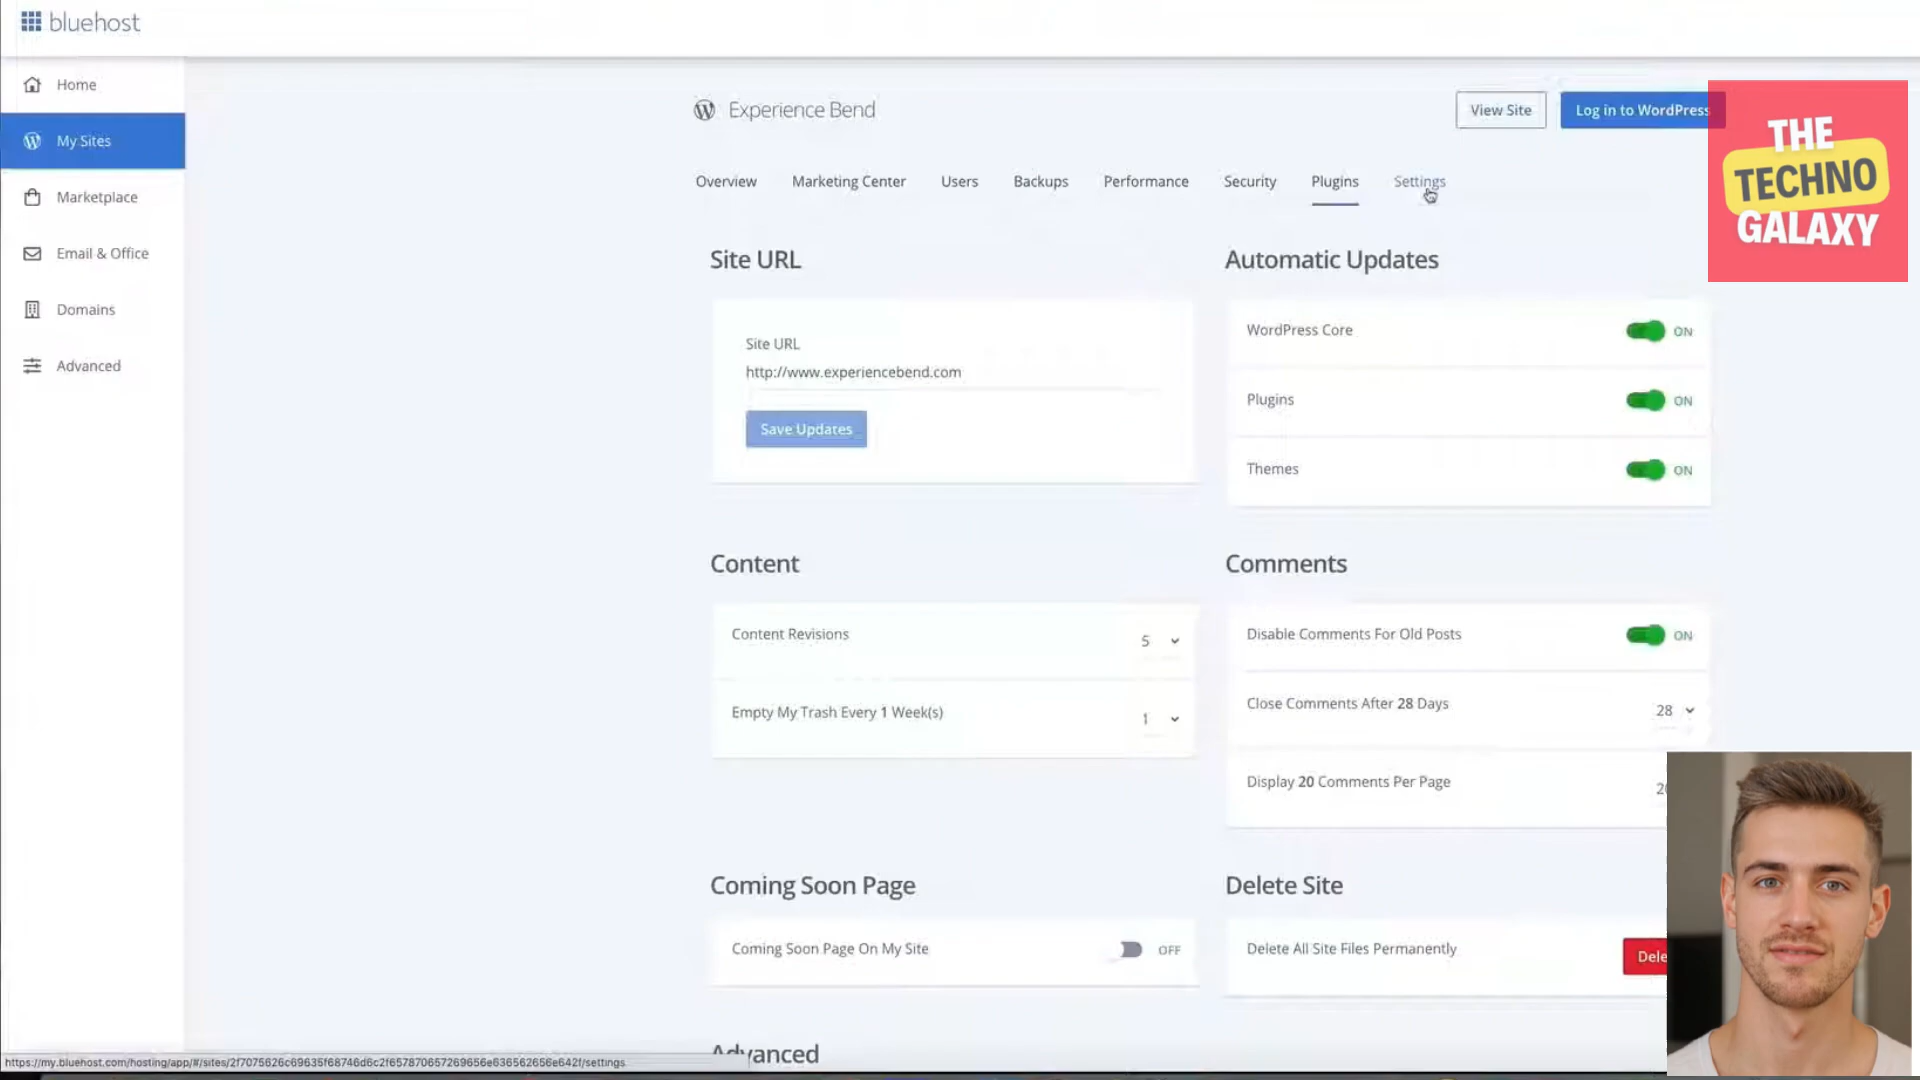 bluehost
Home
My Sites
Marketplace
Email & Office
Domains
Advanced
Experience Bend
View Site
Log in to WordPress
THE
TECHNO
GALAXY
Overview
Marketing Center
Users
Backups
Performance
Security
Plugins
Settings
Site URL
Site URL
http://www.experiencebend.com
Save Updates
Automatic Updates
WordPress Core
ON
Plugins
ON
Themes
ON
Content
Content Revisions
5
Empty My Trash Every 1 Week(s)
1
Comments
Disable Comments For Old Posts
ON
Close Comments After 28 Days
28
Display 20 Comments Per Page
Coming Soon Page
Coming Soon Page On My Site
OFF
Delete Site
Delete All Site Files Permanently
Dele
Advanced